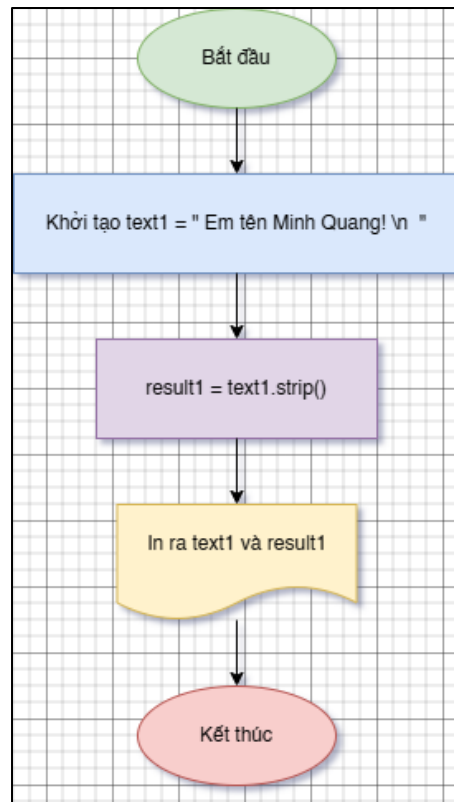 Bắt đầu
Khởi tạo text1 = " Em tên Minh Quang! \n  "
result1 = text1.strip()
In ra text1 và result1
Kết thúc